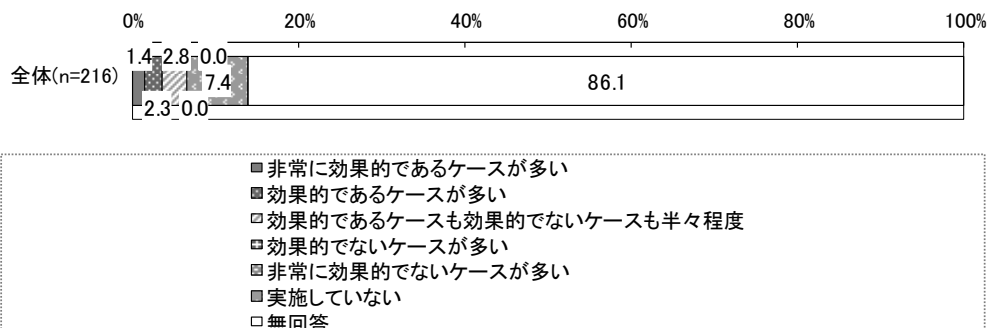 0% 20% 40% 60% 80% 100%
1.4 2.8 0.0
全体(n=216) 7.4 86.1
2.3 0.0
非常に効果的であるケースが多い
効果的であるケースが多い
効果的であるケースも効果的でないケースも半々程度
効果的でないケースが多い
非常に効果的でないケースが多い
実施していない
無回答